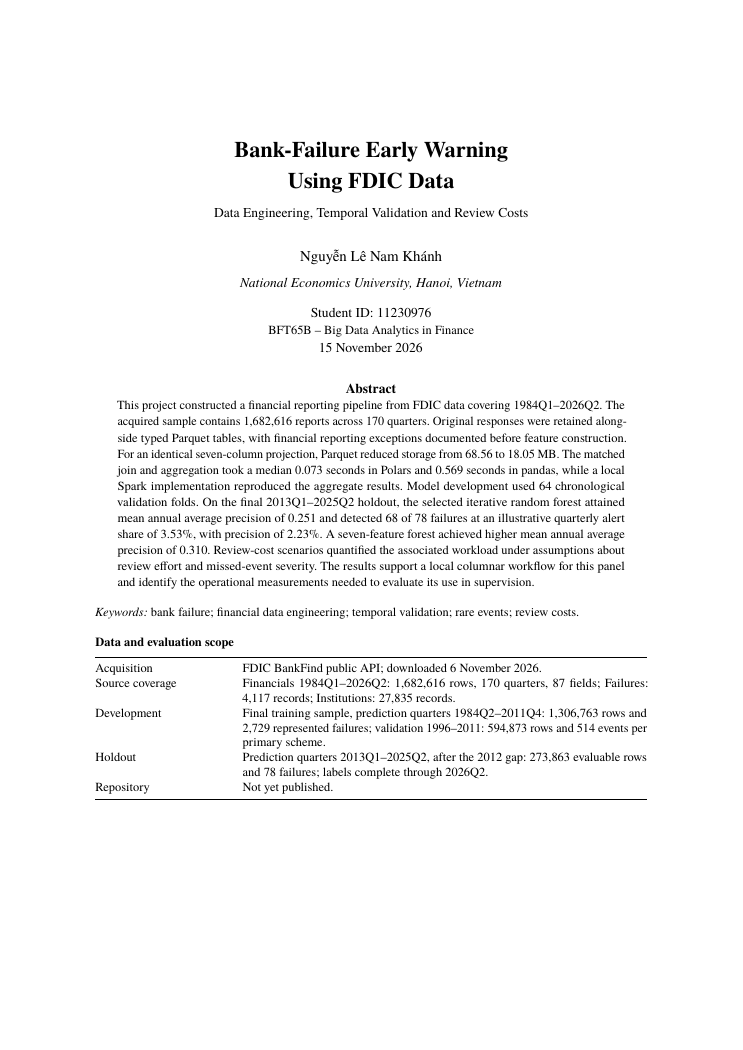 Bank-Failure Early Warning
Using FDIC Data
Data Engineering, Temporal Validation and Review Costs
Nguyễn Lê Nam Khánh
National Economics University, Hanoi, Vietnam
Student ID: 11230976
BFT65B – Big Data Analytics in Finance
15 November 2026
Abstract
This project constructed a financial reporting pipeline from FDIC data covering 1984Q1–2026Q2. The
acquired sample contains 1,682,616 reports across 170 quarters. Original responses were retained along-
side typed Parquet tables, with financial reporting exceptions documented before feature construction.
For an identical seven-column projection, Parquet reduced storage from 68.56 to 18.05 MB. The matched
join and aggregation took a median 0.073 seconds in Polars and 0.569 seconds in pandas, while a local
Spark implementation reproduced the aggregate results. Model development used 64 chronological
validation folds. On the final 2013Q1–2025Q2 holdout, the selected iterative random forest attained
mean annual average precision of 0.251 and detected 68 of 78 failures at an illustrative quarterly alert
share of 3.53%, with precision of 2.23%. A seven-feature forest achieved higher mean annual average
precision of 0.310. Review-cost scenarios quantified the associated workload under assumptions about
review effort and missed-event severity. The results support a local columnar workflow for this panel
and identify the operational measurements needed to evaluate its use in supervision.
Keywords: bank failure; financial data engineering; temporal validation; rare events; review costs.
Data and evaluation scope
Acquisition FDIC BankFind public API; downloaded 6 November 2026.
Source coverage Financials 1984Q1–2026Q2: 1,682,616 rows, 170 quarters, 87 fields; Failures:
4,117 records; Institutions: 27,835 records.
Development Final training sample, prediction quarters 1984Q2–2011Q4: 1,306,763 rows and
2,729 represented failures; validation 1996–2011: 594,873 rows and 514 events per
primary scheme.
Holdout Prediction quarters 2013Q1–2025Q2, after the 2012 gap: 273,863 evaluable rows
and 78 failures; labels complete through 2026Q2.
Repository Not yet published.